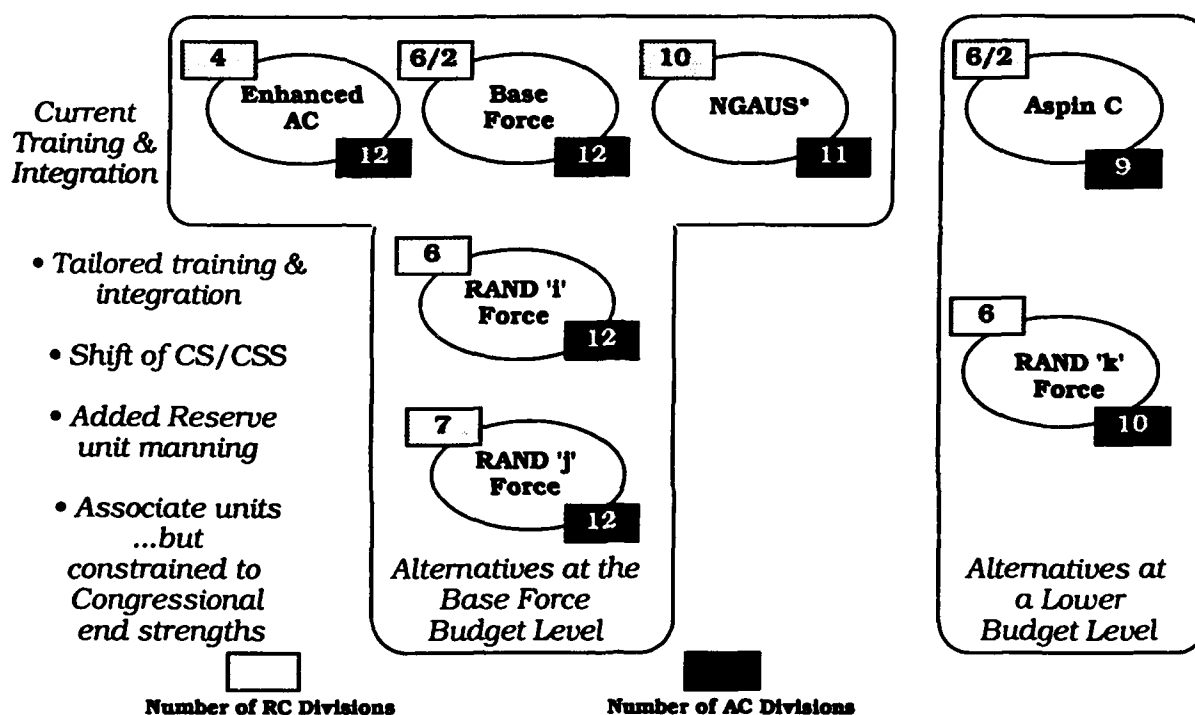 Current
Training &
Integration
4
Enhanced
AC
12
6/2
Base
Force
12
10
NGAUS*
11
6/2
Aspin C
9
• Tailored training &
integration
• Shift of CS/CSS
• Added Reserve
unit manning
• Associate units
...but
constrained to
Congressional
end strengths
6
RAND 'i'
Force
12
7
RAND 'j'
Force
12
Alternatives at the
Base Force
Budget Level
6
RAND 'k'
Force
10
Alternatives at
a Lower
Budget Level
Number of RC Divisions
Number of AC Divisions